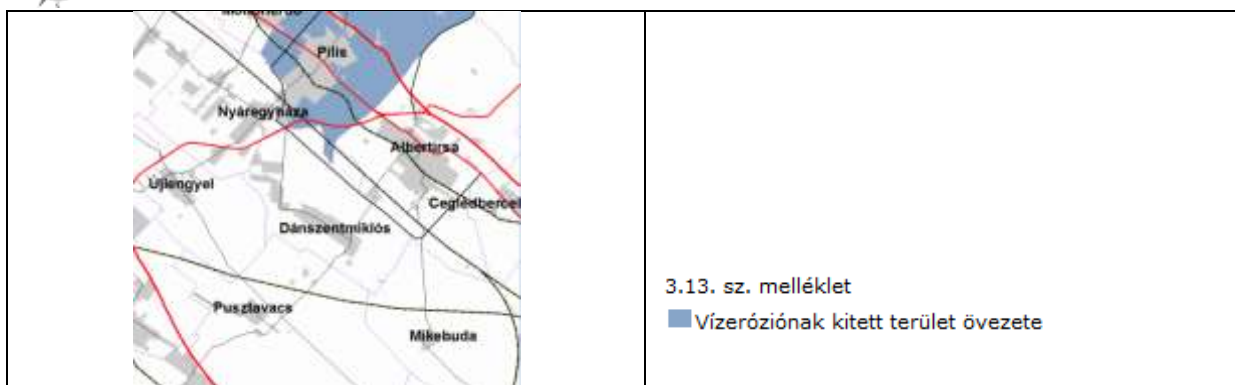 Pilis
Nyáregyháza
Albertirsa
Újlengyel
Ceglédbercel
Dánszentmiklós
Pusztavacs
Mikebuda
3.13. sz. melléklet
Vízeróziónak kitett terület övezete